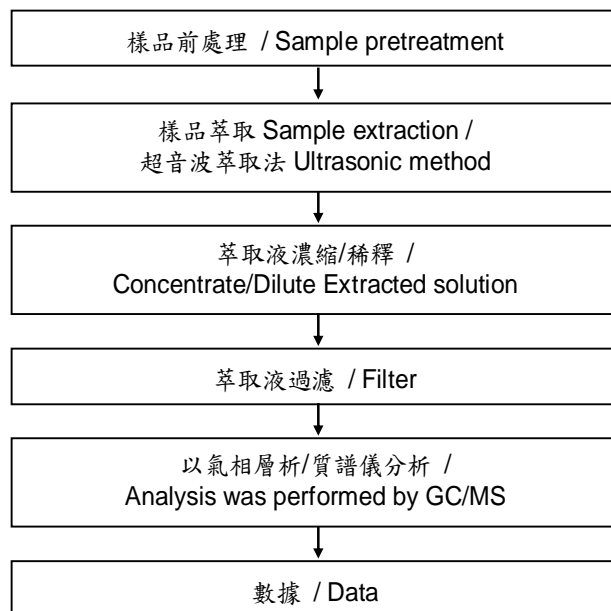 樣品前處理 / Sample pretreatment
樣品萃取 Sample extraction /
超音波萃取法 Ultrasonic method
萃取液濃縮/稀釋 /
Concentrate/Dilute Extracted solution
萃取液過濾 / Filter
以氣相層析/質譜儀分析 /
Analysis was performed by GC/MS
數據 / Data